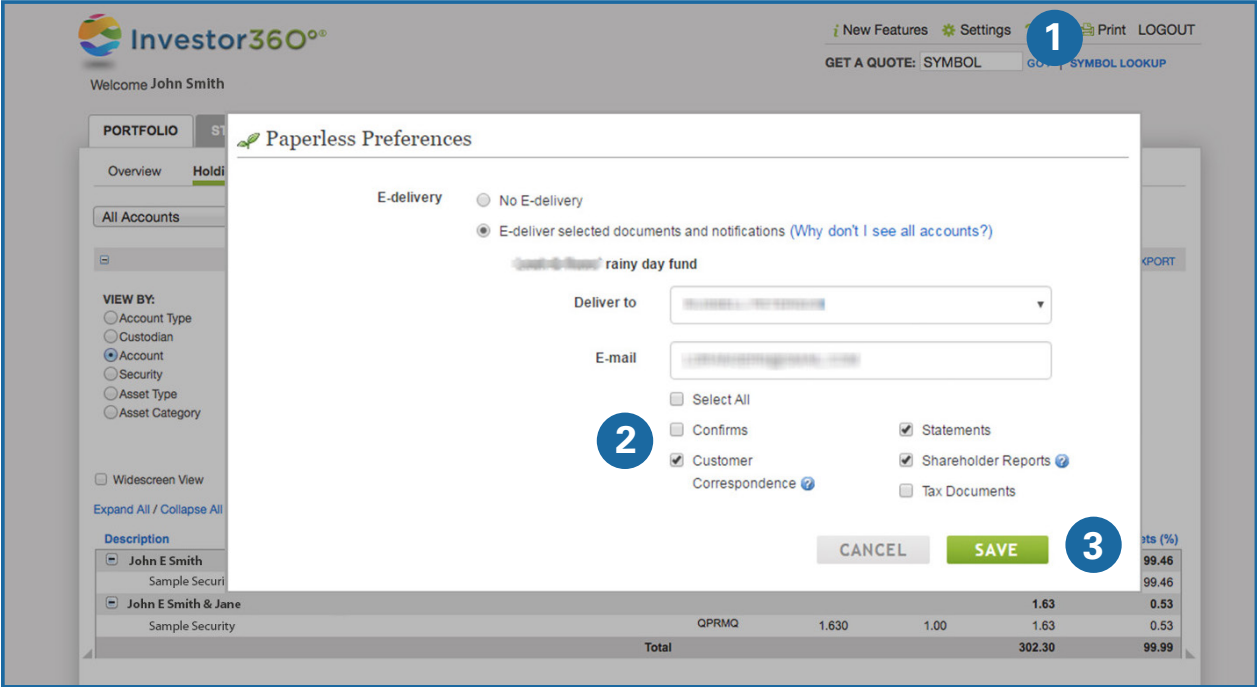 Investor360°®
New Features Settings 1 Print LOGOUT
GET A QUOTE: SYMBOL SYMBOL LOOKUP
Welcome John Smith
PORTFOLIO
Paperless Preferences
Overview
All Accounts
VIEW BY:
Account Type
Custodian
Account
Security
Asset Type
Asset Category
Widescreen View
Expand All / Collapse All
E-delivery
No E-delivery
E-deliver selected documents and notifications (Why don't I see all accounts?)
rainy day fund
Deliver to
E-mail
Select All
2
Confirms
Statements
Customer
Correspondence
Shareholder Reports
Tax Documents
CANCEL SAVE 3
Description (%)
John E Smith 99.46
Sample 99.46
John E Smith & Jane 1.63 0.53
Sample Security QPRMQ 1.630 1.00 1.63 0.53
Total 302.30 99.99